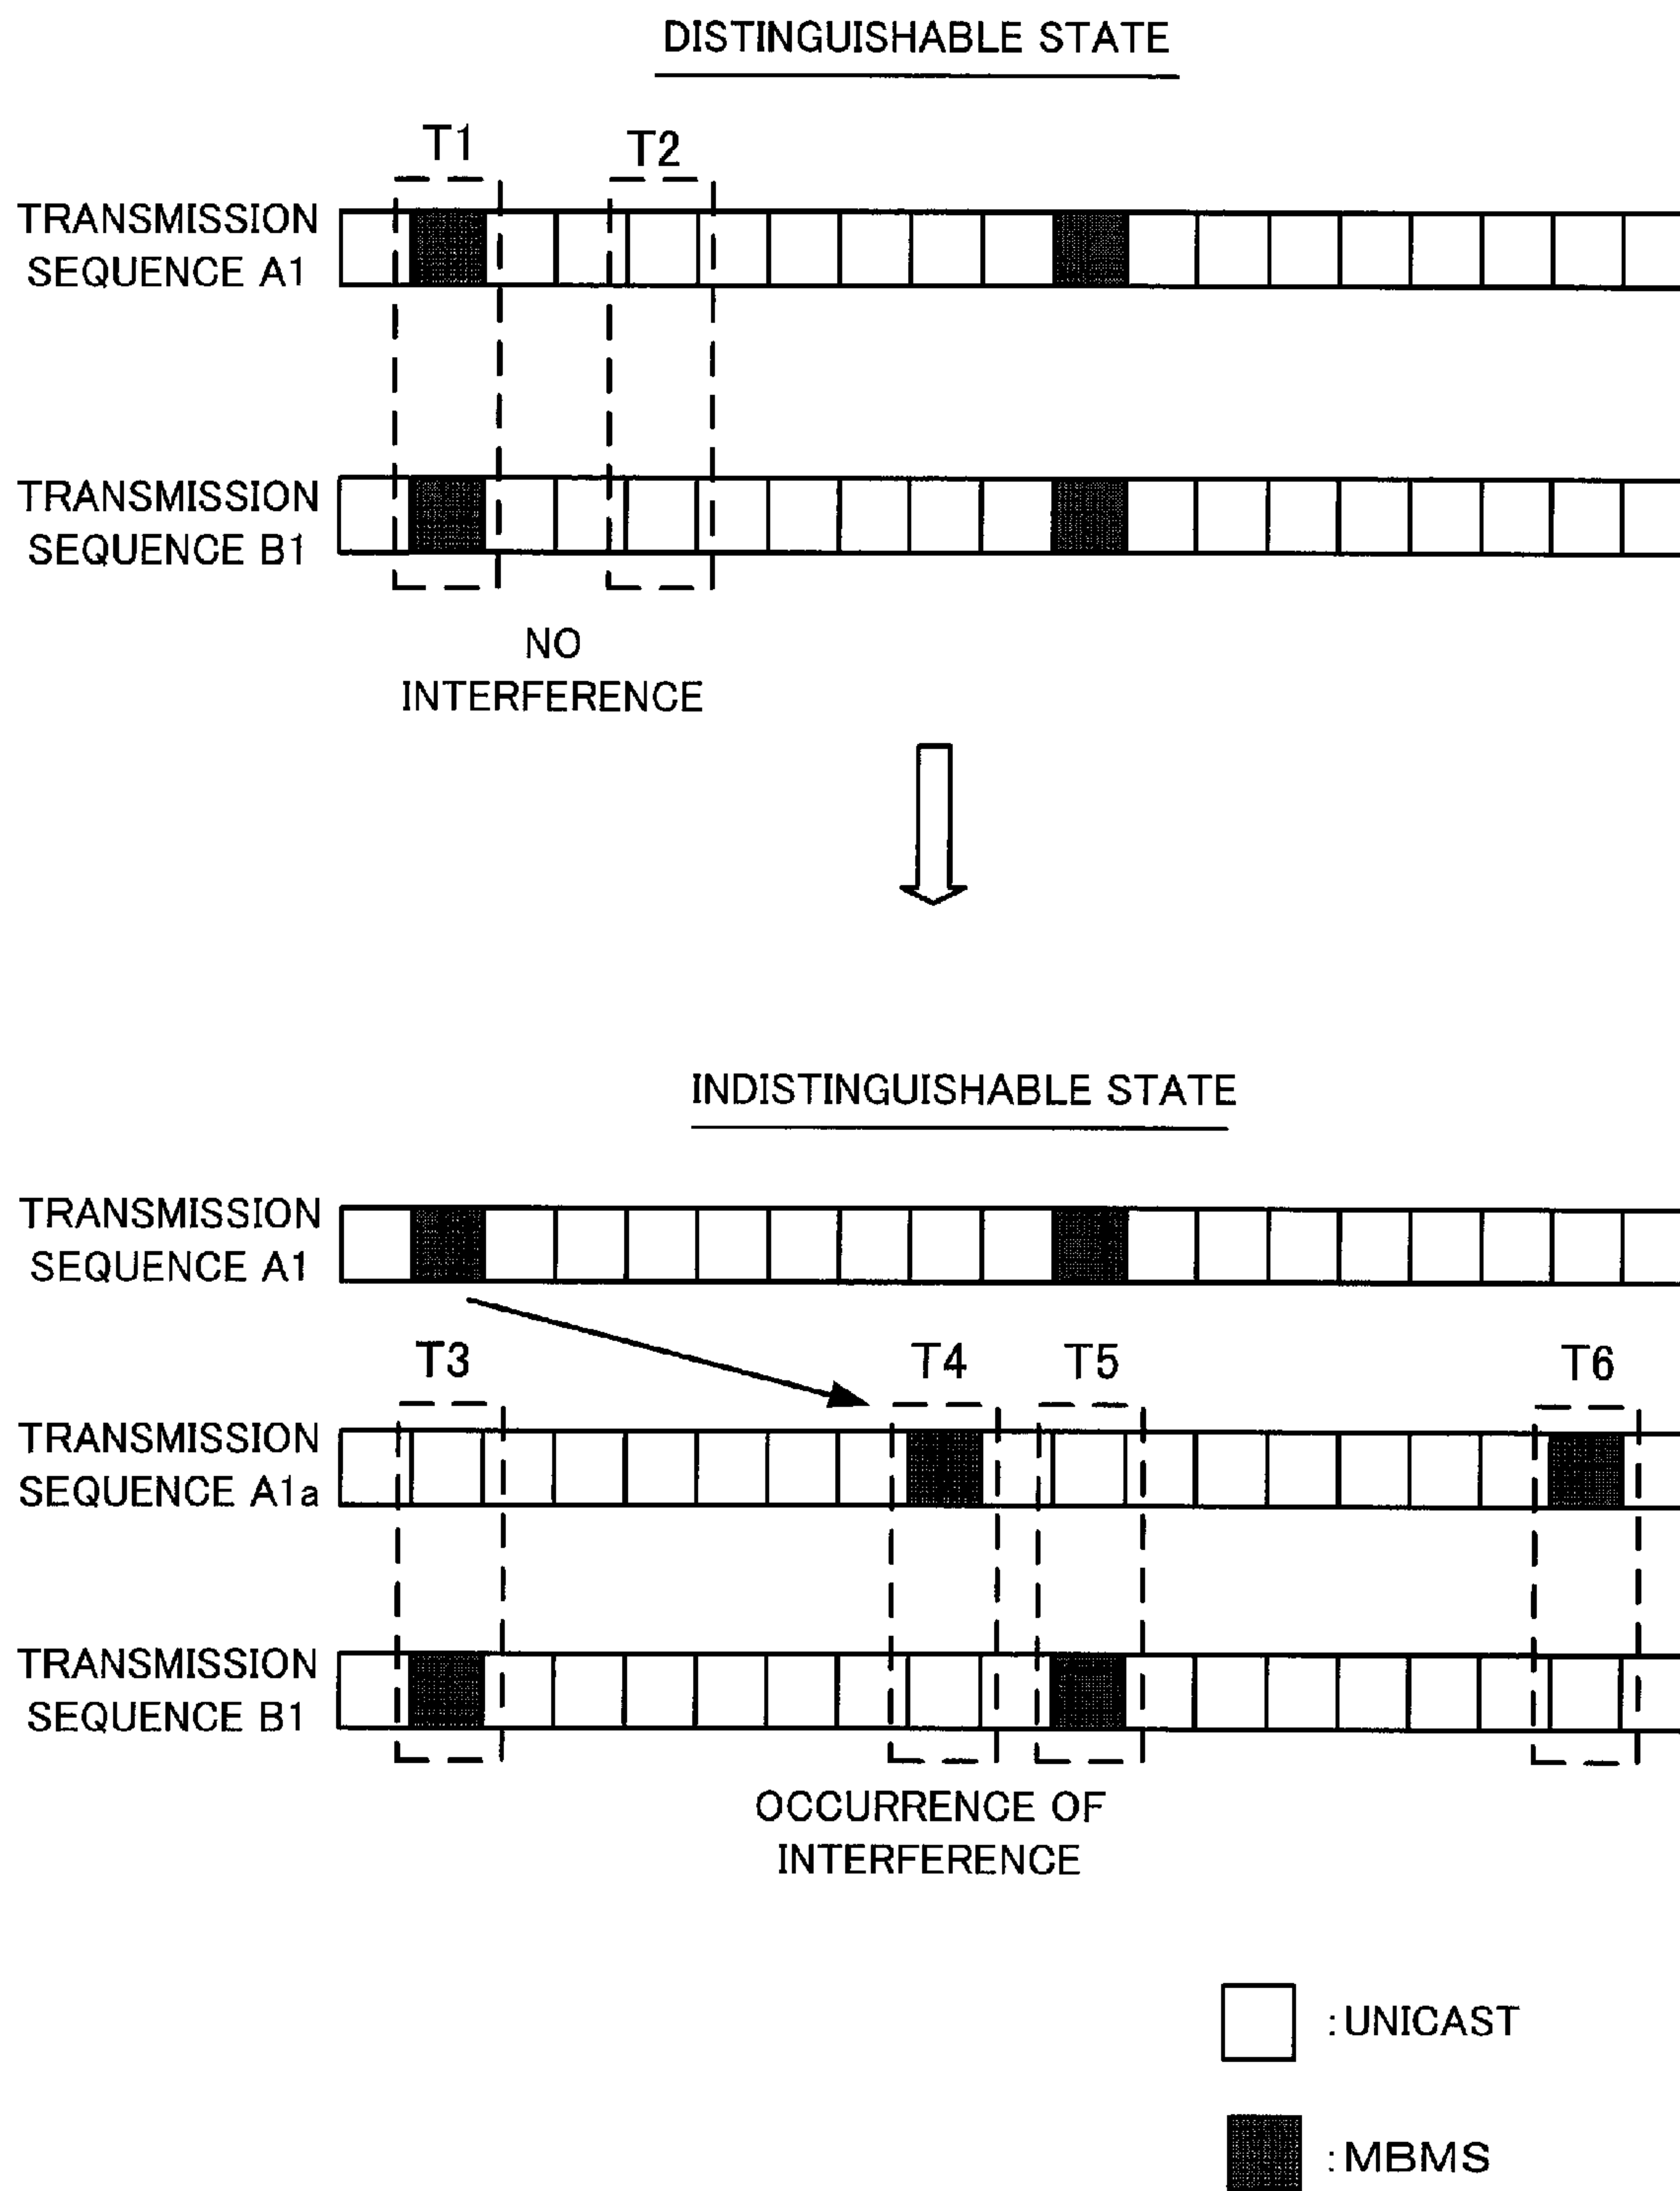 DISTINGUISHABLE STATE
T1
T2
TRANSMISSION
SEQUENCE A1
TRANSMISSION
SEQUENCE B1
NO
INTERFERENCE
INDISTINGUISHABLE STATE
TRANSMISSION
SEQUENCE A1
T3
T4
T5
T6
TRANSMISSION
SEQUENCE A1a
TRANSMISSION
SEQUENCE B1
OCCURRENCE OF
INTERFERENCE
:UNICAST
:MBMS